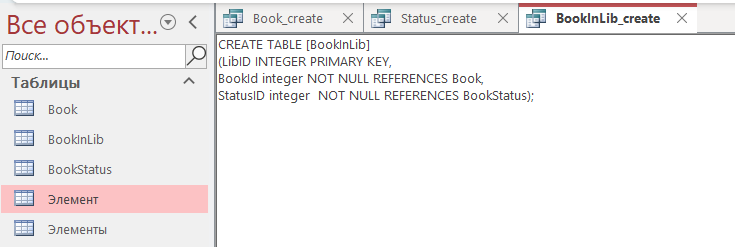 Все объект...
Поиск...
Таблицы
Book
BookInLib
BookStatus
Элемент
Элементы
Book_create
Status_create
BookInLib_create
CREATE TABLE [BookInLib]
(LibID INTEGER PRIMARY KEY,
BookId integer NOT NULL REFERENCES Book,
StatusID integer  NOT NULL REFERENCES BookStatus);